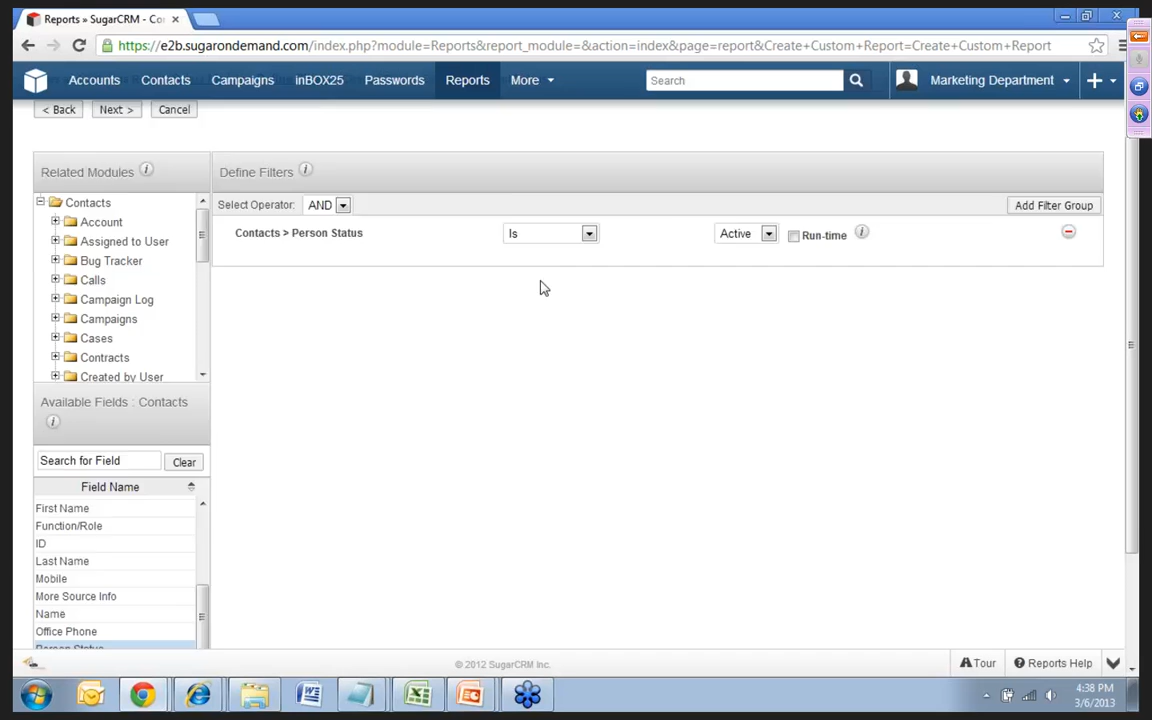 Reports » SugarCRM - Co
https://e2b.sugarondemand.com/index.php?module=Reports&report_module=&action=index&page=report&Create+Custom+Report=Create+Custom+Report
Accounts Contacts Campaigns inBOX25 Passwords Reports More Search Marketing Department
< Back Next > Cancel
Related Modules Define Filters
Contacts Select Operator: AND Add Filter Group
Account Contacts > Person Status Is Active Run-time
Assigned to User
Bug Tracker
Calls
Campaign Log
Campaigns
Cases
Contracts
Created by User
Available Fields : Contacts
Search for Field Clear
Field Name
First Name
Function/Role
ID
Last Name
Mobile
More Source Info
Name
Office Phone
Person Status
© 2012 SugarCRM Inc. Tour Reports Help
4:38 PM
3/6/2013